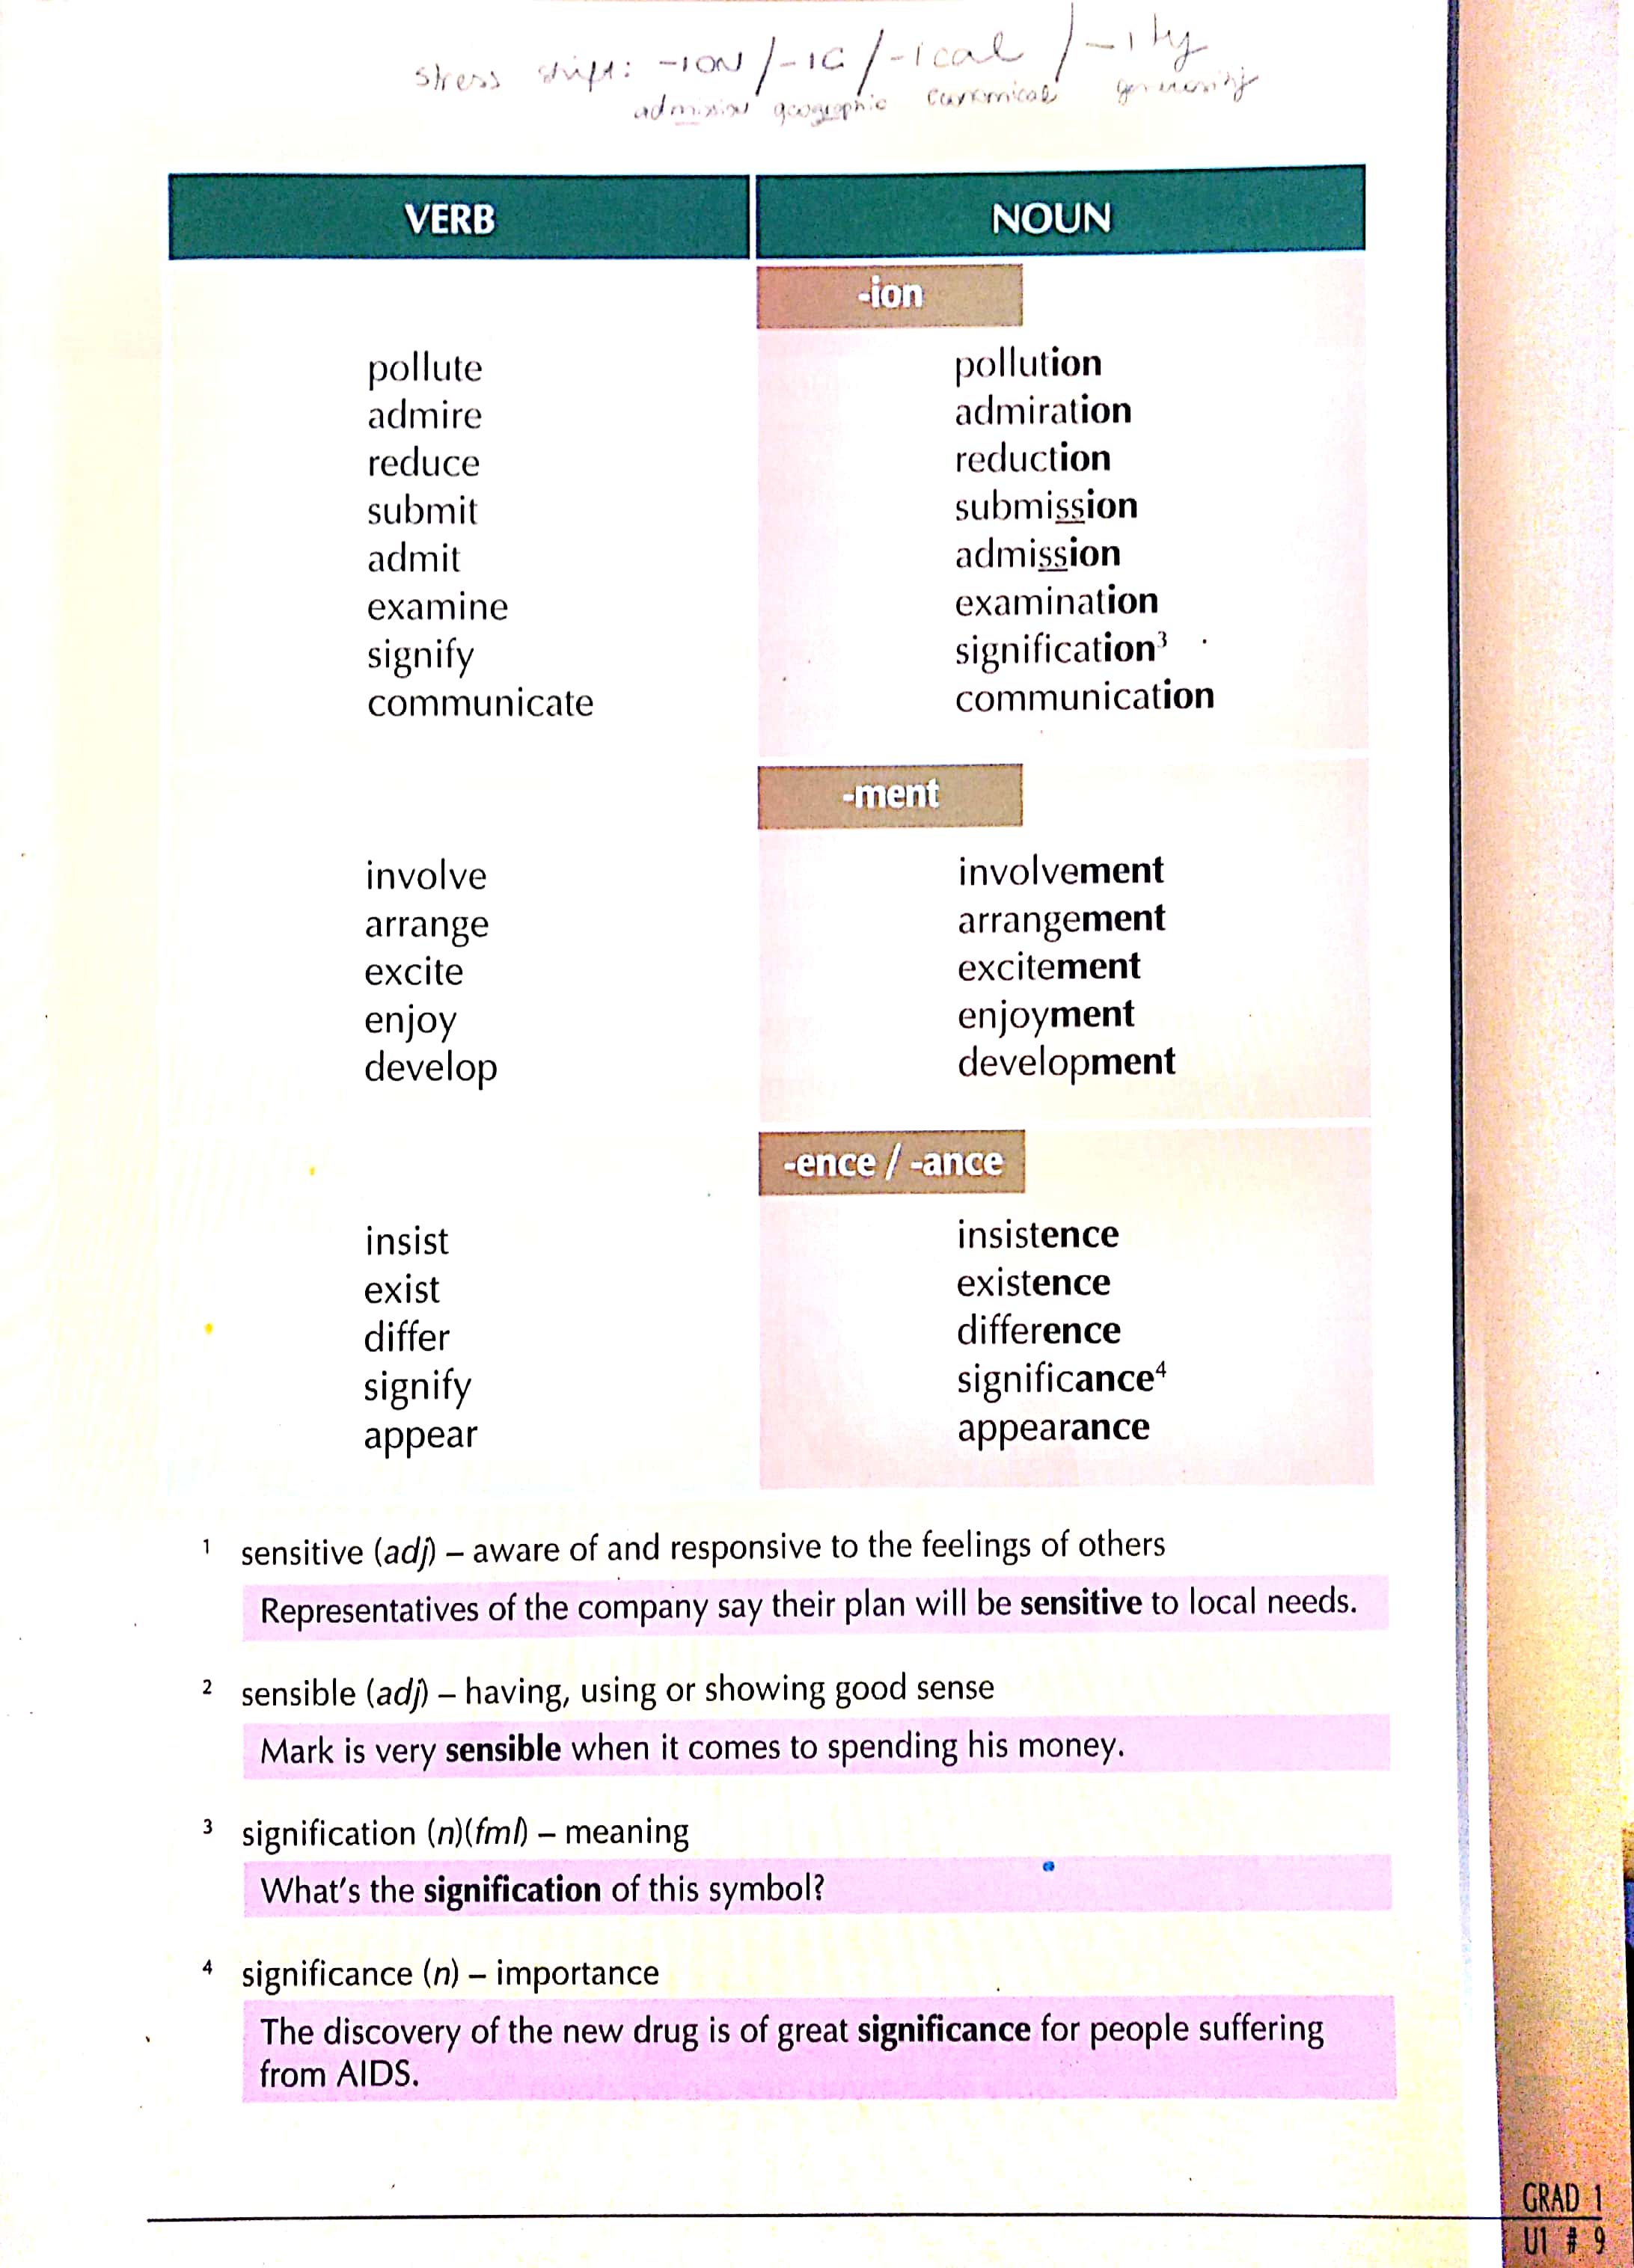 stress shift: -ION / -IC / -ical / -ity
admission geographic generosity
VERB NOUN
-ion
pollute pollution
admire admiration
reduce reduction
submit submission
admit admission
examine examination
signify signification³
communicate communication
-ment
involve involvement
arrange arrangement
excite excitement
enjoy enjoyment
develop development
-ence / -ance
insist insistence
exist existence
differ difference
signify significance⁴
appear appearance
1 sensitive (adj) – aware of and responsive to the feelings of others
Representatives of the company say their plan will be sensitive to local needs.
2 sensible (adj) – having, using or showing good sense
Mark is very sensible when it comes to spending his money.
3 signification (n)(fml) – meaning
What's the signification of this symbol?
4 significance (n) – importance
The discovery of the new drug is of great significance for people suffering
from AIDS.
GRAD 1
U1 # 9